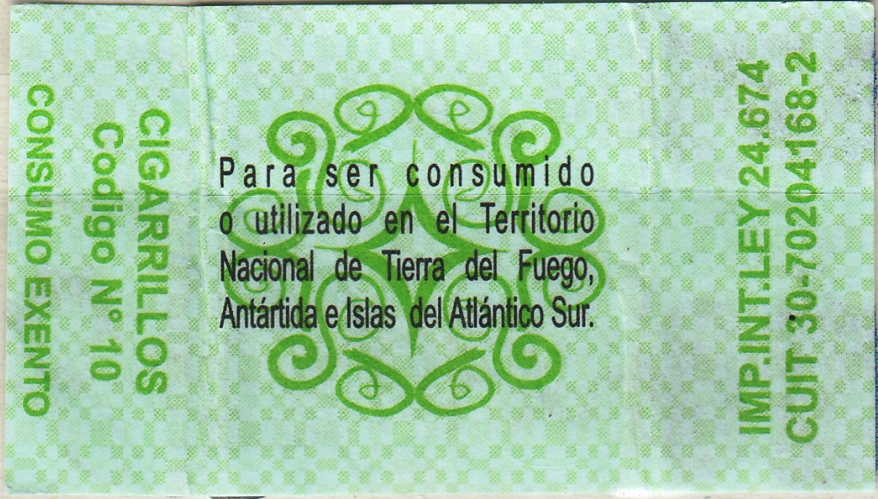 CONSUMO EXENTO
Codigo N° 10
CIGARRILLOS
Para ser consumido
o utilizado en el Territorio
Nacional de Tierra del Fuego,
Antártida e Islas del Atlántico Sur.
IMP.INT.LEY 24.674
CUIT 30-70204168-2